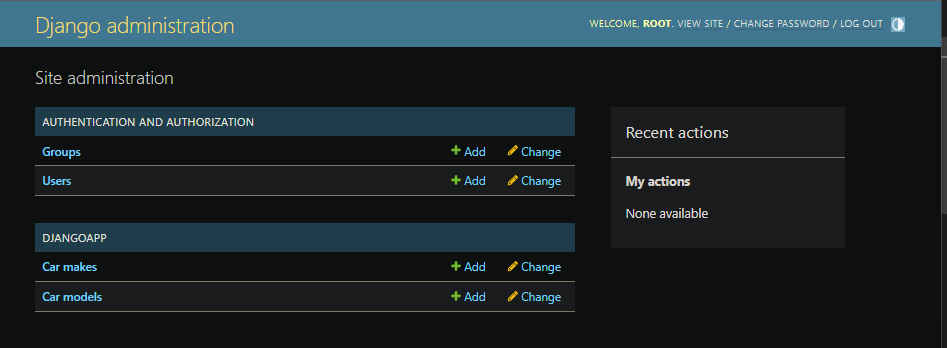 Django administration
WELCOME, ROOT. VIEW SITE / CHANGE PASSWORD / LOG OUT
Site administration
AUTHENTICATION AND AUTHORIZATION
Groups Add Change
Users Add Change
DJANGOAPP
Car makes Add Change
Car models Add Change
Recent actions
My actions
None available